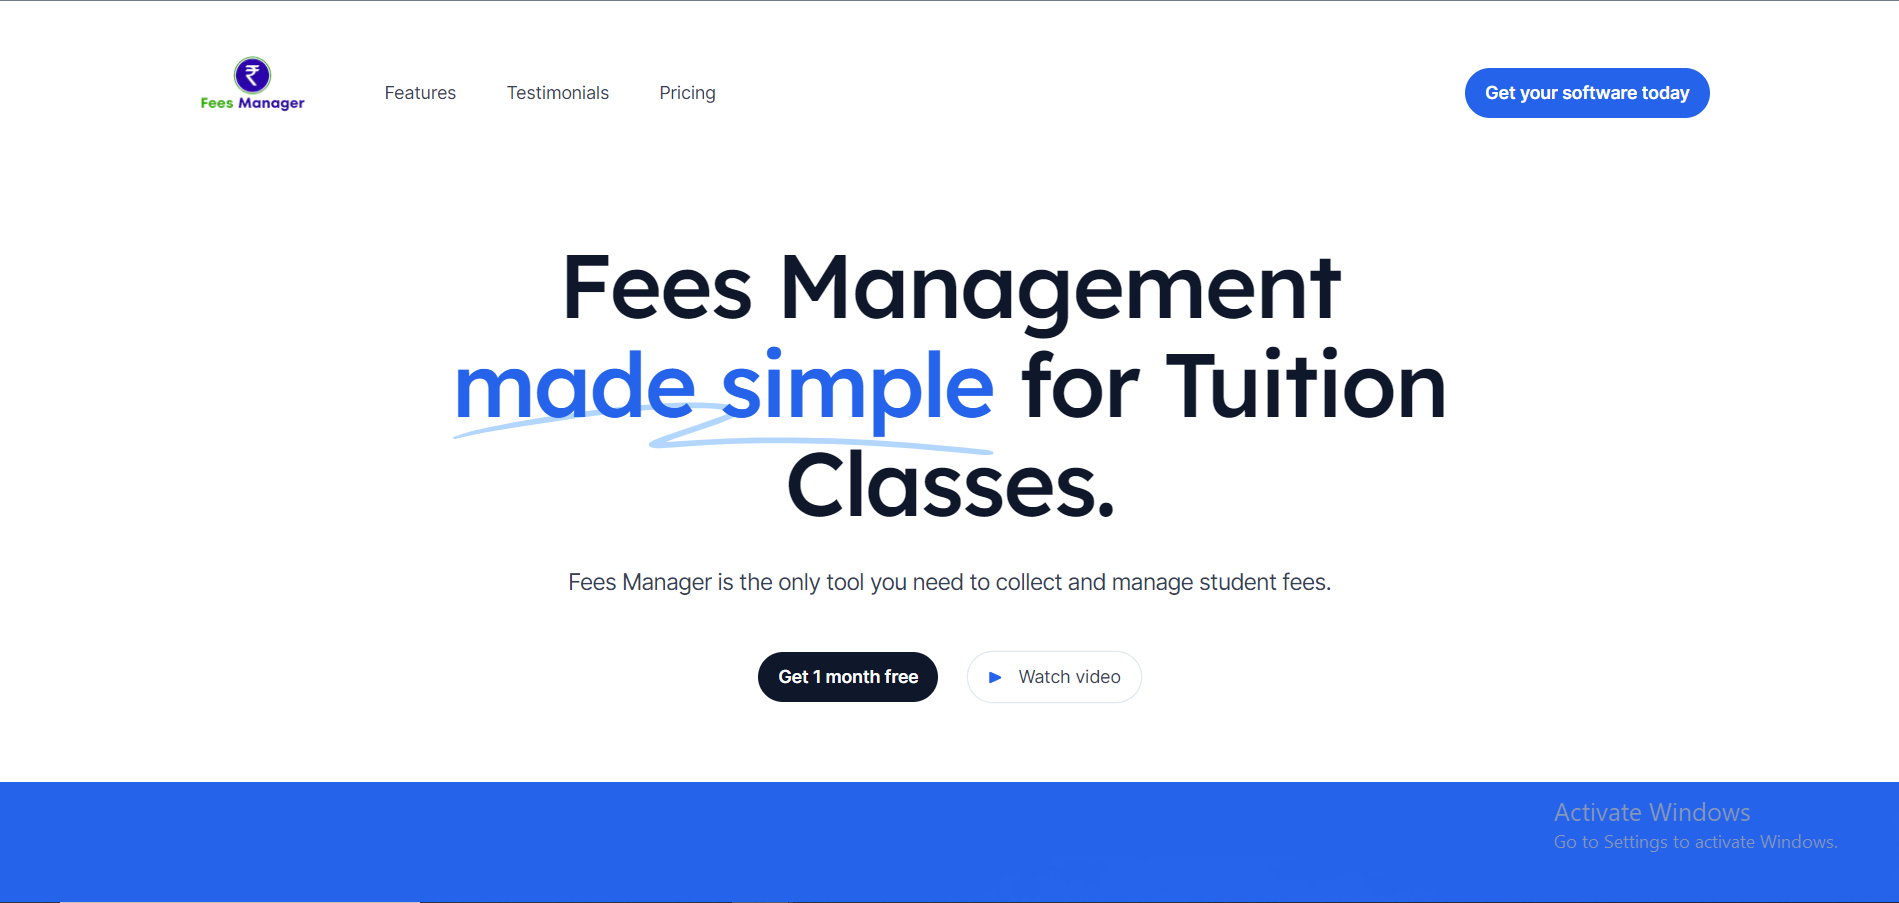 ₹
Fees Manager
Features
Testimonials
Pricing
Get your software today
Fees Management
made simple for Tuition
Classes.
Fees Manager is the only tool you need to collect and manage student fees.
Get 1 month free
Watch video
Activate Windows
Go to Settings to activate Windows.